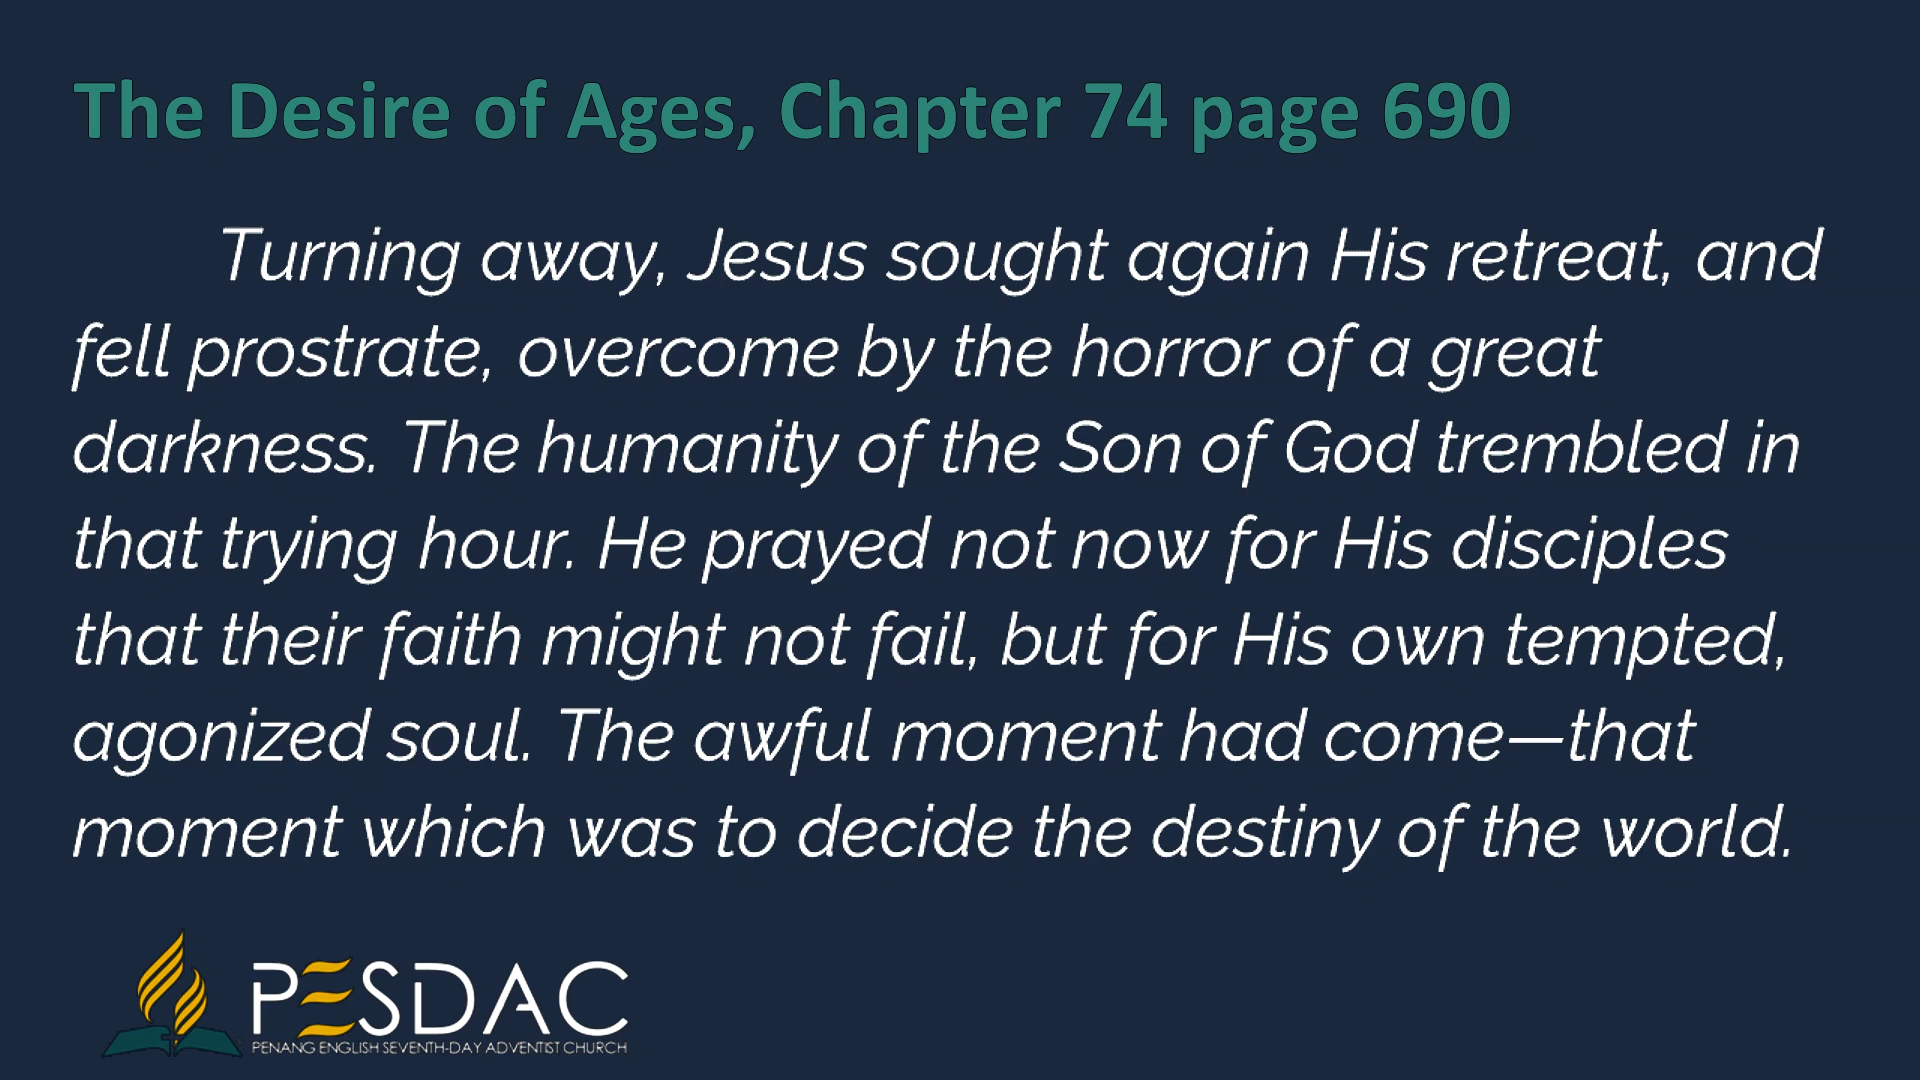 The Desire of Ages, Chapter 74 page 690
Turning away, Jesus sought again His retreat, and
fell prostrate, overcome by the horror of a great
darkness. The humanity of the Son of God trembled in
that trying hour. He prayed not now for His disciples
that their faith might not fail, but for His own tempted,
agonized soul. The awful moment had come—that
moment which was to decide the destiny of the world.
PESDAC
PENANG ENGLISH SEVENTH-DAY ADVENTIST CHURCH